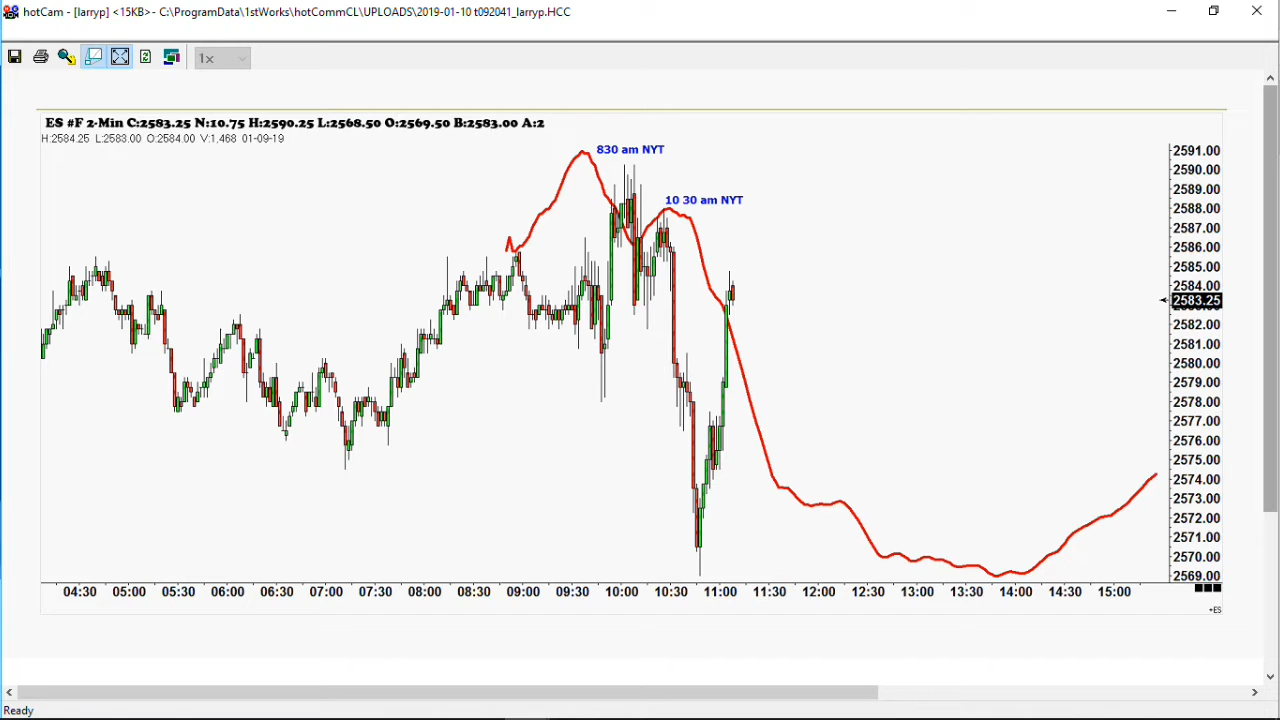 hotCam - [larryp] <15KB> - C:\ProgramData\1stWorks\hotCommCL\UPLOADS\2019-01-10 t092041_larryp.HCC
1x
ES #F 2-Min C:2583.25 N:10.75 H:2590.25 L:2568.50 O:2569.50 B:2583.00 A:2
H:2584.25 L:2583.00 O:2584.00 V:1,468 01-09-19
830 am NYT
10 30 am NYT
2591.00
2590.00
2589.00
2588.00
2587.00
2586.00
2585.00
2584.00
2583.25
2582.00
2581.00
2580.00
2579.00
2578.00
2577.00
2576.00
2575.00
2574.00
2573.00
2572.00
2571.00
2570.00
2569.00
06 04:30 05:00 05:30 06:00 06:30 07:00 07:30 08:00 08:30 09:00 09:30 10:00 10:30 11:00 11:30 12:00 12:30 13:00 13:30 14:00 14:30 15:00
+ES
Ready